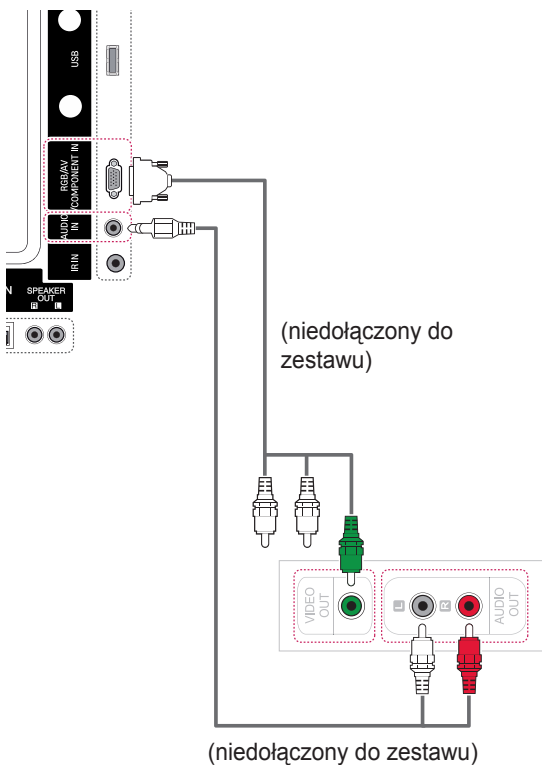 USB
RGB/AV
/COMPONENT IN
AUDIO
IN
IR IN
N
SPEAKER
OUT
R L
(niedołączony do
zestawu)
VIDEO
OUT
L
R
AUDIO
OUT
(niedołączony do zestawu)